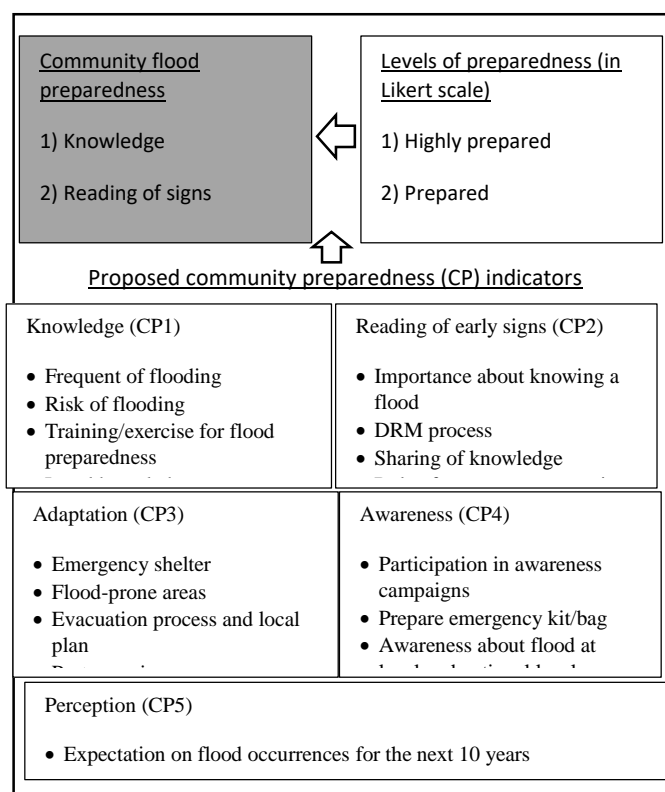 Community flood
preparedness
1) Knowledge
2) Reading of signs
Levels of preparedness (in
Likert scale)
1) Highly prepared
2) Prepared
Proposed community preparedness (CP) indicators
Knowledge (CP1)
• Frequent of flooding
• Risk of flooding
• Training/exercise for flood
preparedness
Reading of early signs (CP2)
• Importance about knowing a
flood
• DRM process
• Sharing of knowledge
Adaptation (CP3)
• Emergency shelter
• Flood-prone areas
• Evacuation process and local
plan
Awareness (CP4)
• Participation in awareness
campaigns
• Prepare emergency kit/bag
• Awareness about flood at
Perception (CP5)
• Expectation on flood occurrences for the next 10 years